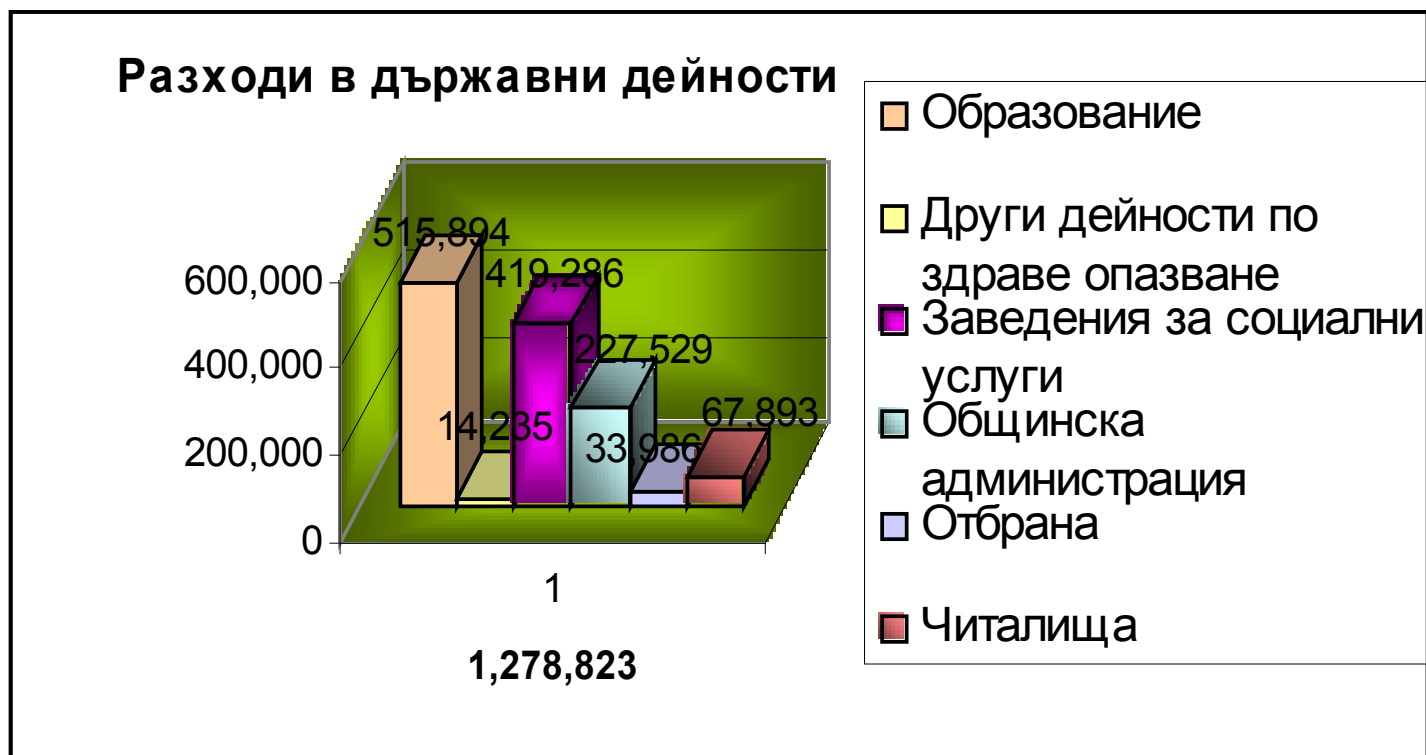 Разходи в държавни дейности
515,894
419,286
227,529
14,235
33,986
67,893
600,000
400,000
200,000
0
1
1,278,823
Образование
Други дейности по
здраве опазване
Заведения за социални
услуги
Общинска
администрация
Отбрана
Читалища